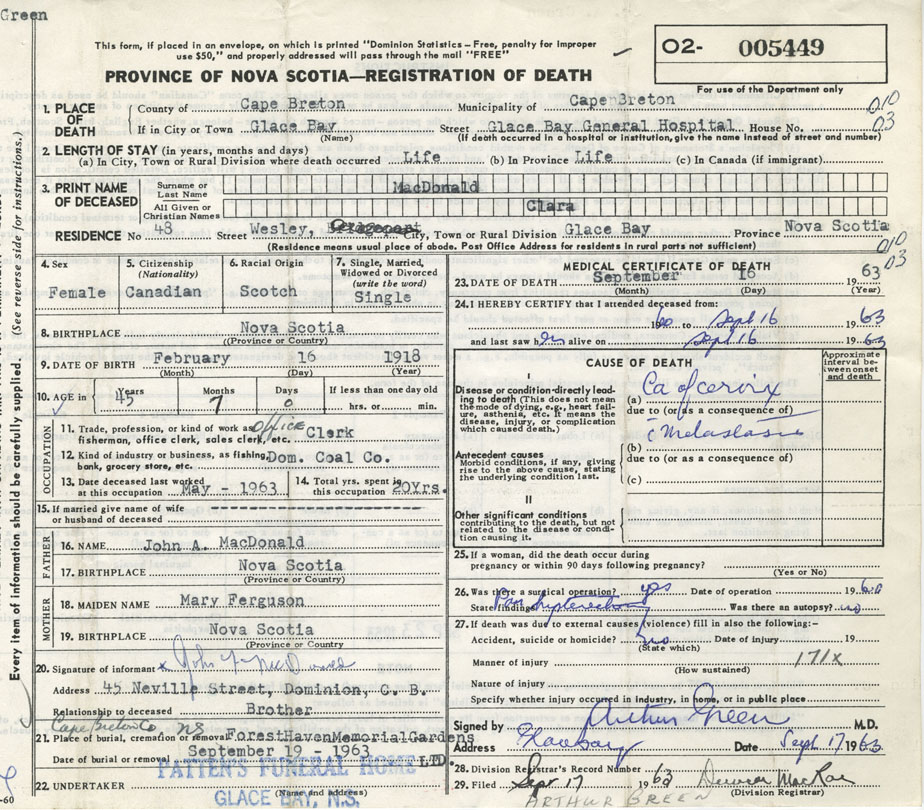 Green
This form, if placed in an envelope, on which is printed "Dominion Statistics—Free, penalty for improper
use $50," and properly addressed will pass through the mail "FREE"
PROVINCE OF NOVA SCOTIA—REGISTRATION OF DEATH
O2- 005449
For use of the Department only
1. PLACE OF DEATH
County of Cape Breton Municipality of Cape Breton 010
If in City or Town Glace Bay Street Glace Bay General Hospital House No. 03
(Name) (If death occurred in a hospital or institution, give the name instead of street and number)
2. LENGTH OF STAY (in years, months and days)
(a) In City, Town or Rural Division where death occurred Life (b) In Province Life (c) In Canada (if immigrant)
3. PRINT NAME OF DECEASED
Surname or Last Name MacDonald
All Given or Christian Names Clara
RESIDENCE No 48 Street Wesley, City, Town or Rural Division Glace Bay Province Nova Scotia
(Residence means usual place of abode. Post Office Address for residents in rural parts not sufficient)
010
03
4. Sex
Female
5. Citizenship
(Nationality)
Canadian
6. Racial Origin
Scotch
7. Single, Married,
Widowed or Divorced
(write the word)
Single
8. BIRTHPLACE Nova Scotia
(Province or Country)
9. DATE OF BIRTH February 16 1918
(Month) (Day) (Year)
10. AGE in
Years 45 Months 7 Days 0
If less than one day old
hrs. or min.
OCCUPATION
11. Trade, profession, or kind of work as office Clerk
fisherman, office clerk, sales clerk, etc.
12. Kind of industry or business, as fishing, Dom. Coal Co.
bank, grocery store, etc.
13. Date deceased last worked
at this occupation May - 1963
14. Total yrs. spent in
this occupation 20Yrs.
15. If married give name of wife
or husband of deceased
FATHER
16. NAME John A. MacDonald
17. BIRTHPLACE Nova Scotia
(Province or Country)
MOTHER
18. MAIDEN NAME Mary Ferguson
19. BIRTHPLACE Nova Scotia
(Province or Country)
20. Signature of informant x
Address 45 Neville Street, Dominion, C. B.
Relationship to deceased Brother
Cape Breton Co NS
21. Place of burial, cremation or removal Forest Haven Memorial Gardens
Date of burial or removal September 19 - 1963
PATTEN'S FUNERAL HOME LTD.
22. UNDERTAKER
(Name and address)
GLACE BAY, N.S.
MEDICAL CERTIFICATE OF DEATH
23. DATE OF DEATH September 16 19 63
(Month) (Day) (Year)
24. I HEREBY CERTIFY that I attended deceased from:
to Sept 16 19 63
and last saw her alive on Sept 16 19 63
CAUSE OF DEATH
Approximate
interval between
onset
and death
I
Disease or condition directly leading
to death (This does not mean
the mode of dying, e.g., heart failure,
asthenia, etc. It means the
disease, injury, or complication
which caused death.)
(a) Ca of cervix
due to (or as a consequence of)
c Metastasis
Antecedent causes
Morbid conditions, if any, giving
rise to the above cause, stating
the underlying condition last.
(b)
due to (or as a consequence of)
(c)
II
Other significant conditions
contributing to the death, but not
related to the disease or condition
causing it.
25. If a woman, did the death occur during
pregnancy or within 90 days following pregnancy?
(Yes or No)
26. Was there a surgical operation? yes Date of operation 19 60
State findings Pan hysterectomy Was there an autopsy? no
27. If death was due to external causes (violence) fill in also the following:—
Accident, suicide or homicide? no Date of injury 19
(State which)
Manner of injury 171x
(How sustained)
Nature of injury
Specify whether injury occurred in industry, in home, or in public place
Signed by Arthur Green M.D.
Address Glace Bay Date Sept 17 19 63
28. Division Registrar's Record Number
29. Filed Sept 17 1963
(Division Registrar)
ARTHUR GREEN
Every item of information should be carefully supplied. (See reverse side for instructions.)
-60